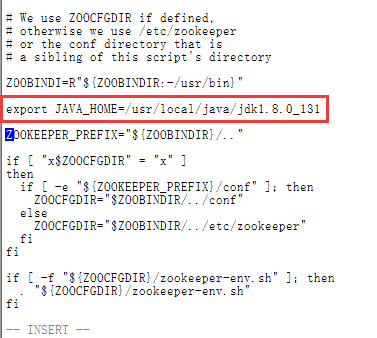 # We use ZOOCFGDIR if defined,
# otherwise we use /etc/zookeeper
# or the conf directory that is
# a sibling of this script's directory
ZOOBINDI=R"${ZOOBINDIR:-/usr/bin}"
export JAVA_HOME=/usr/local/java/jdk1.8.0_131
ZOOKEEPER_PREFIX="${ZOOBINDIR}/.."
if [ "x$ZOOCFGDIR" = "x" ]
then
  if [ -e "${ZOOKEEPER_PREFIX}/conf" ]; then
    ZOOCFGDIR="$ZOOBINDIR/../conf"
  else
    ZOOCFGDIR="$ZOOBINDIR/../etc/zookeeper"
  fi
fi
if [ -f "${ZOOCFGDIR}/zookeeper-env.sh" ]; then
  . "${ZOOCFGDIR}/zookeeper-env.sh"
fi
-- INSERT --